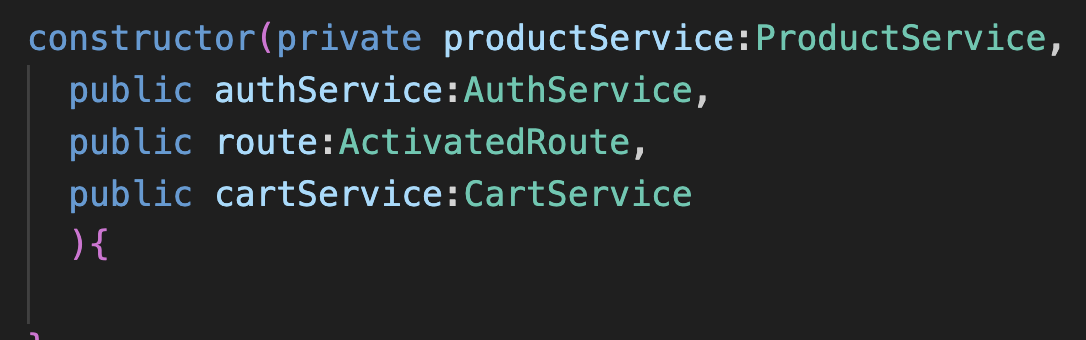 constructor(private productService:ProductService,
public authService:AuthService,
public route:ActivatedRoute,
public cartService:CartService
){
}